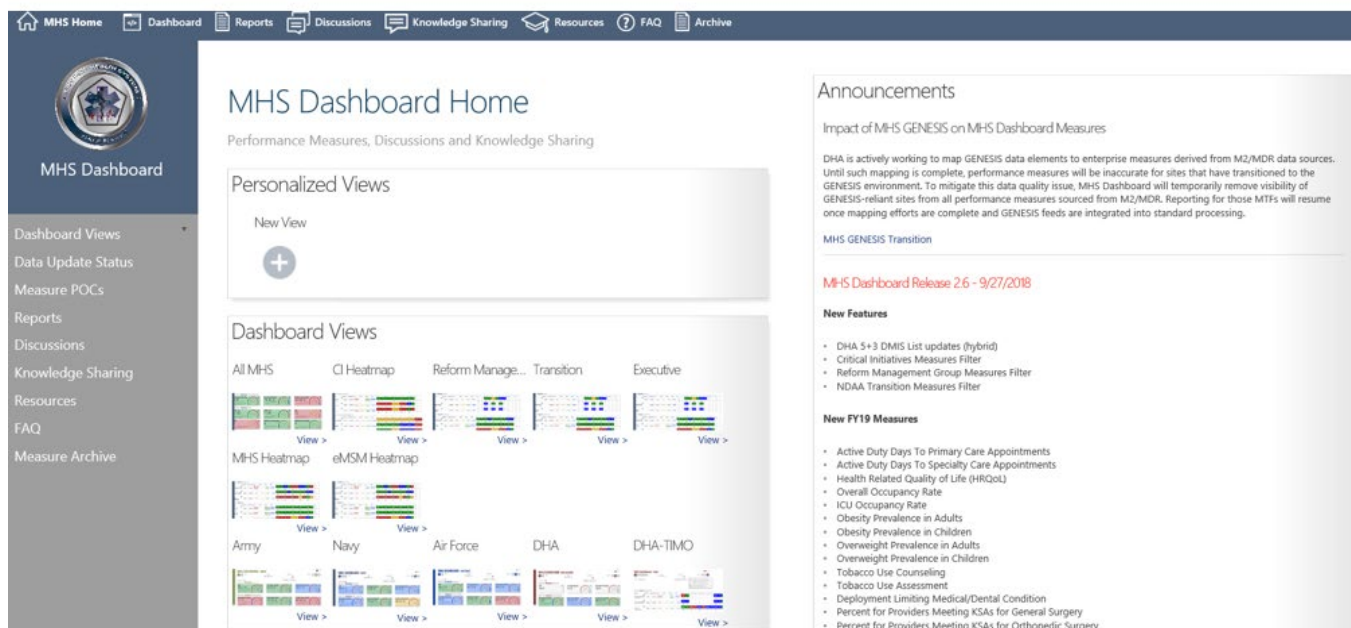 MHS Home Dashboard Reports Discussions Knowledge Sharing Resources FAQ Archive
MHS Dashboard
Dashboard Views
Data Update Status
Measure POCs
Reports
Discussions
Knowledge Sharing
Resources
FAQ
Measure Archive
MHS Dashboard Home
Performance Measures, Discussions and Knowledge Sharing
Personalized Views
New View
Dashboard Views
All MHS CI Heatmap Reform Manage... Transition Executive
View > View > View > View > View >
MHS Heatmap eMSM Heatmap
View > View >
Army Navy Air Force DHA DHA-TIMO
View > View > View > View > View >
Announcements
Impact of MHS GENESIS on MHS Dashboard Measures
DHA is actively working to map GENESIS data elements to enterprise measures derived from M2/MDR data sources.
Until such mapping is complete, performance measures will be inaccurate for sites that have transitioned to the
GENESIS environment. To mitigate this data quality issue, MHS Dashboard will temporarily remove visibility of
GENESIS-reliant sites from all performance measures sourced from M2/MDR. Reporting for those MTFs will resume
once mapping efforts are complete and GENESIS feeds are integrated into standard processing.
MHS GENESIS Transition
MHS Dashboard Release 2.6 - 9/27/2018
New Features
• DHA 5+3 DMIS List updates (hybrid)
• Critical Initiatives Measures Filter
• Reform Management Group Measures Filter
• NDAA Transition Measures Filter
New FY19 Measures
• Active Duty Days To Primary Care Appointments
• Active Duty Days To Specialty Care Appointments
• Health Related Quality of Life (HRQoL)
• Overall Occupancy Rate
• ICU Occupancy Rate
• Obesity Prevalence in Adults
• Obesity Prevalence in Children
• Overweight Prevalence in Adults
• Overweight Prevalence in Children
• Tobacco Use Counseling
• Tobacco Use Assessment
• Deployment Limiting Medical/Dental Condition
• Percent for Providers Meeting KSAs for General Surgery
• Percent for Providers Meeting KSAs for Orthopedic Surgery